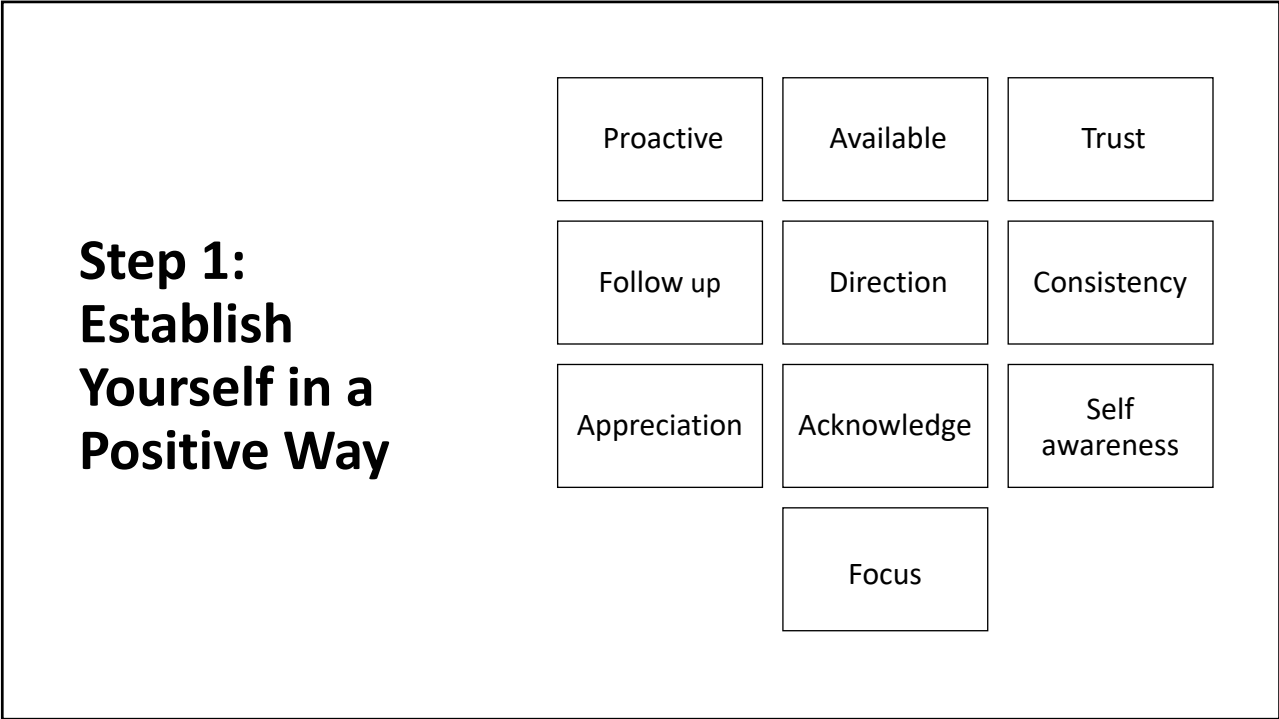 Step 1:
Establish
Yourself in a
Positive Way
Proactive
Available
Trust
Follow up
Direction
Consistency
Appreciation
Acknowledge
Self
awareness
Focus